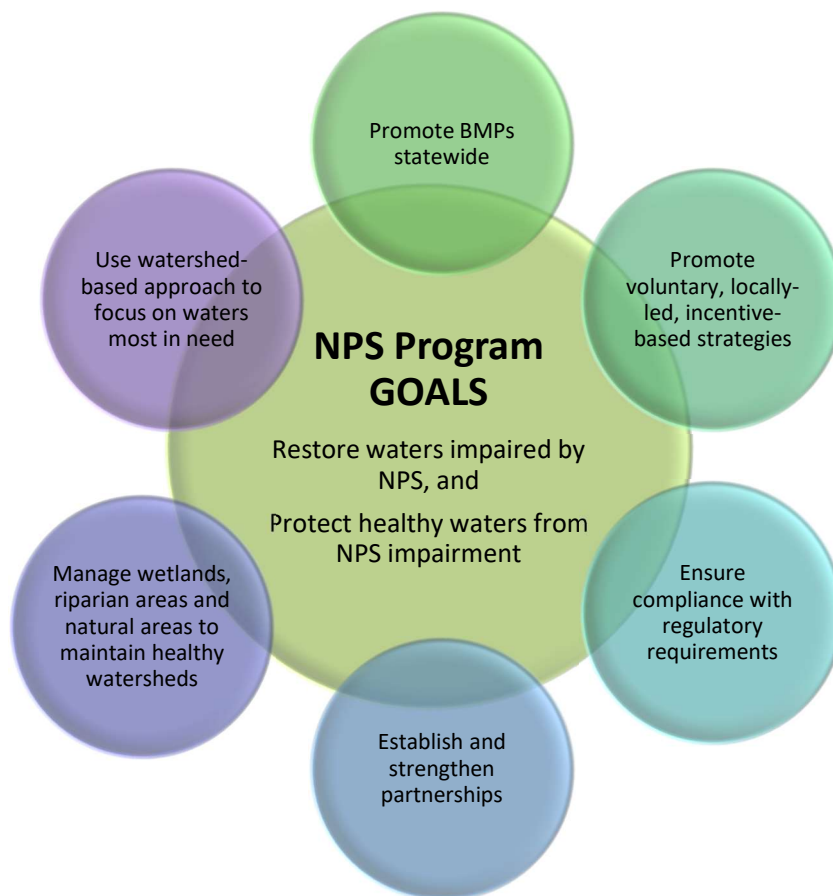 Promote BMPs
statewide
Use watershed-
based approach to
focus on waters
most in need
Promote
voluntary, locally-
led, incentive-
based strategies
NPS Program
GOALS
Restore waters impaired by
NPS, and
Protect healthy waters from
NPS impairment
Manage wetlands,
riparian areas and
natural areas to
maintain healthy
watersheds
Ensure
compliance with
regulatory
requirements
Establish and
strengthen
partnerships